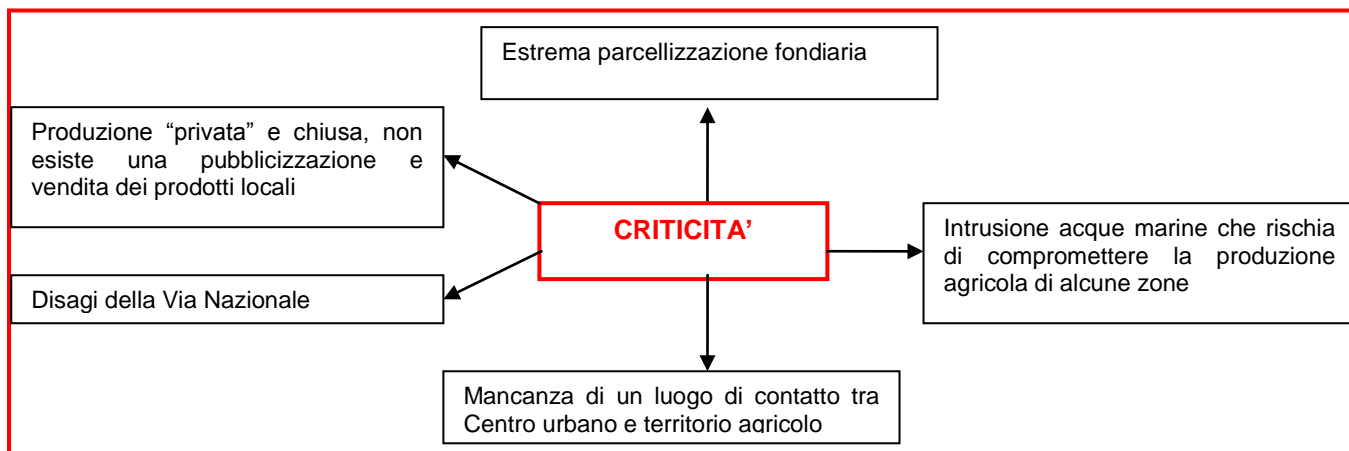 Estrema parcellizzazione fondiaria
Produzione “privata” e chiusa, non
esiste una pubblicizzazione e
vendita dei prodotti locali
CRITICITA’
Intrusione acque marine che rischia
di compromettere la produzione
agricola di alcune zone
Disagi della Via Nazionale
Mancanza di un luogo di contatto tra
Centro urbano e territorio agricolo